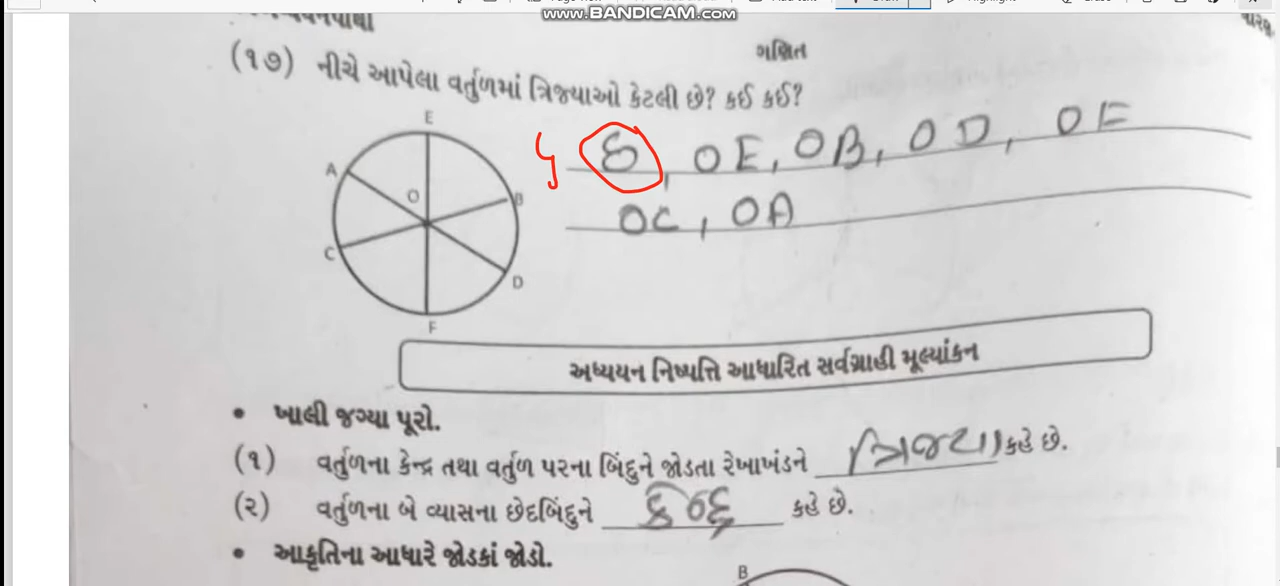 www.BANDICAM.com
ગણિત
(૧૭) નીચે આપેલા વર્તુળમાં ત્રિજ્યાઓ કેટલી છે? કઈ કઈ?
E
A
O
B
C
D
F
૬, OE, OB, OD, OF
OC, OA
અધ્યયન નિષ્પત્તિ આધારિત સર્વગ્રાહી મૂલ્યાંકન
• ખાલી જગ્યા પૂરો.
(૧) વર્તુળના કેન્દ્ર તથા વર્તુળ પરના બિંદુને જોડતા રેખાખંડને ત્રિજ્યા કહે છે.
(૨) વર્તુળના બે વ્યાસના છેદબિંદુને કેન્દ્ર કહે છે.
• આકૃતિના આધારે જોડકાં જોડો.
B